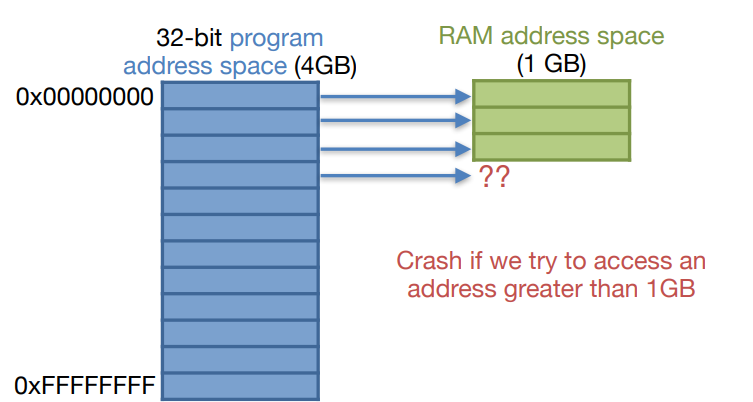 32-bit program
address space (4GB)
RAM address space
(1 GB)
0x00000000
??
Crash if we try to access an
address greater than 1GB
0xFFFFFFFF